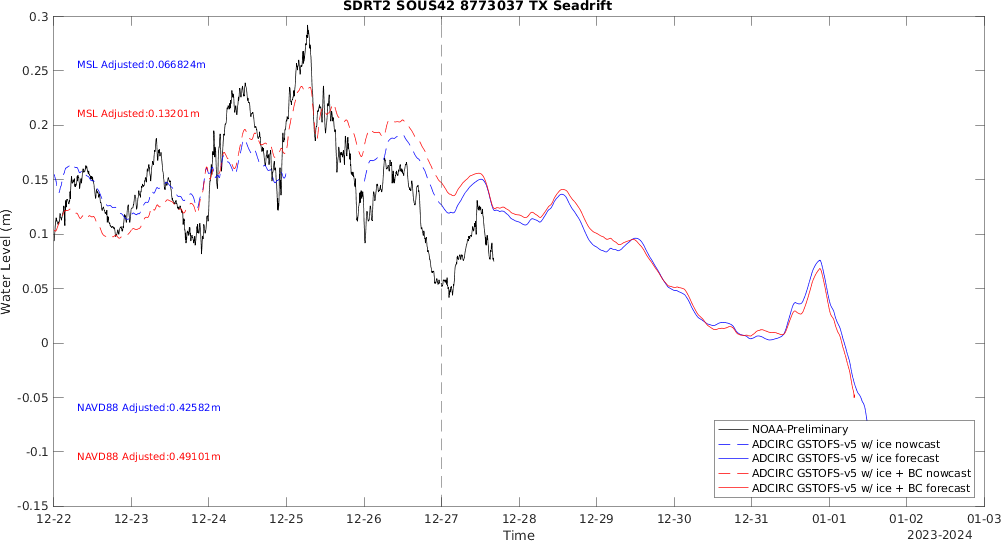 SDRT2 SOUS42 8773037 TX Seadrift
0.3
0.25
0.2
0.15
0.1
0.05
0
-0.05
-0.1
-0.15
Water Level (m)
MSL Adjusted:0.066824m
MSL Adjusted:0.13201m
NAVD88 Adjusted:0.42582m
NAVD88 Adjusted:0.49101m
NOAA-Preliminary
ADCIRC GSTOFS-v5 w/ ice nowcast
ADCIRC GSTOFS-v5 w/ ice forecast
ADCIRC GSTOFS-v5 w/ ice + BC nowcast
ADCIRC GSTOFS-v5 w/ ice + BC forecast
12-22 12-23 12-24 12-25 12-26 12-27 12-28 12-29 12-30 12-31 01-01 01-02 01-03
Time
2023-2024